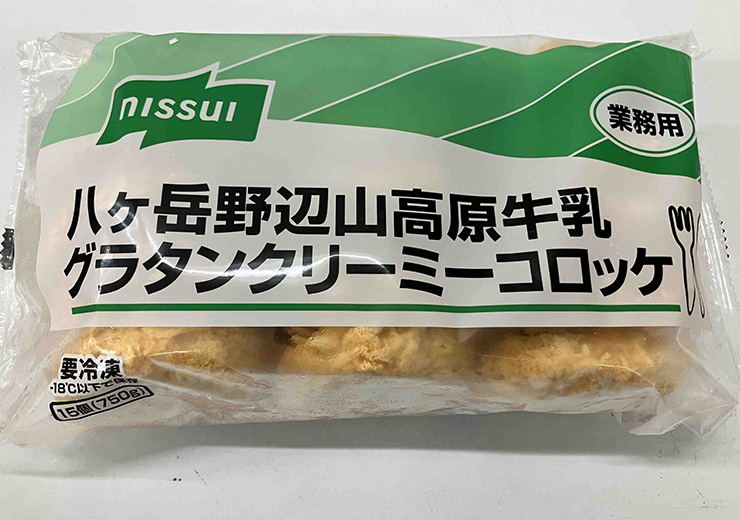 nissui
業務用
八ヶ岳野辺山高原牛乳
グラタンクリーミーコロッケ
要冷凍
-18℃以下で保存
15個(750g)